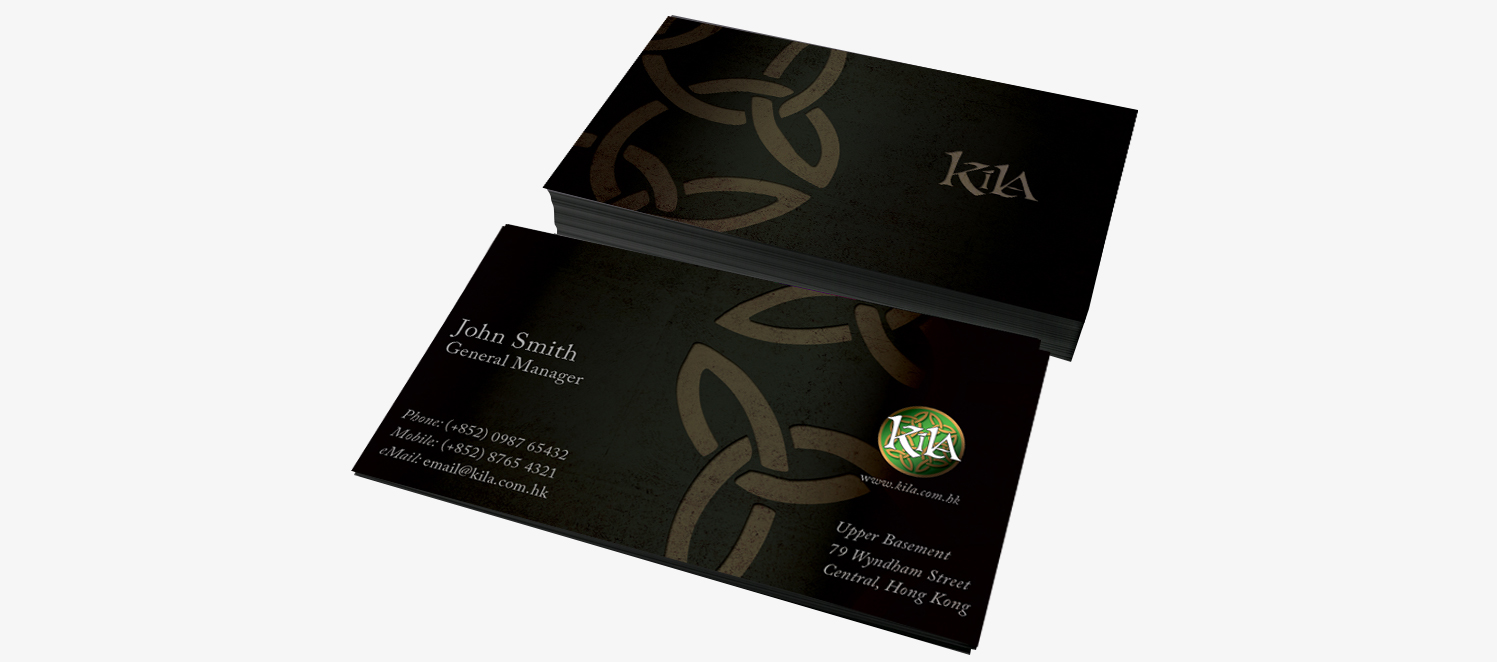 KilA
John Smith
General Manager
Phone: (+852) 0987 65432
Mobile: (+852) 8765 4321
eMail: email@kila.com.hk
KilA
www.kila.com.hk
Upper Basement
79 Wyndham Street
Central, Hong Kong